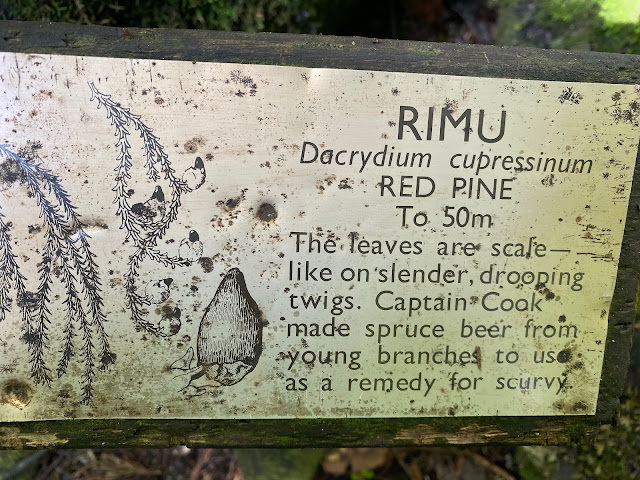 RIMU
Dacrydium cupressinum
RED PINE
To 50m
The leaves are scale—
like on slender, drooping
twigs. Captain Cook
made spruce beer from
young branches to use
as a remedy for scurvy.